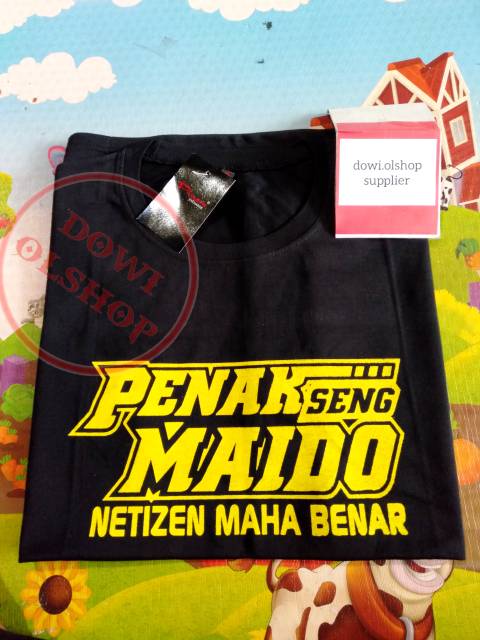 dowi.olshop
supplier
DOWI
OLSHOP
PENAK SENG
MAIDO
NETIZEN MAHA BENAR